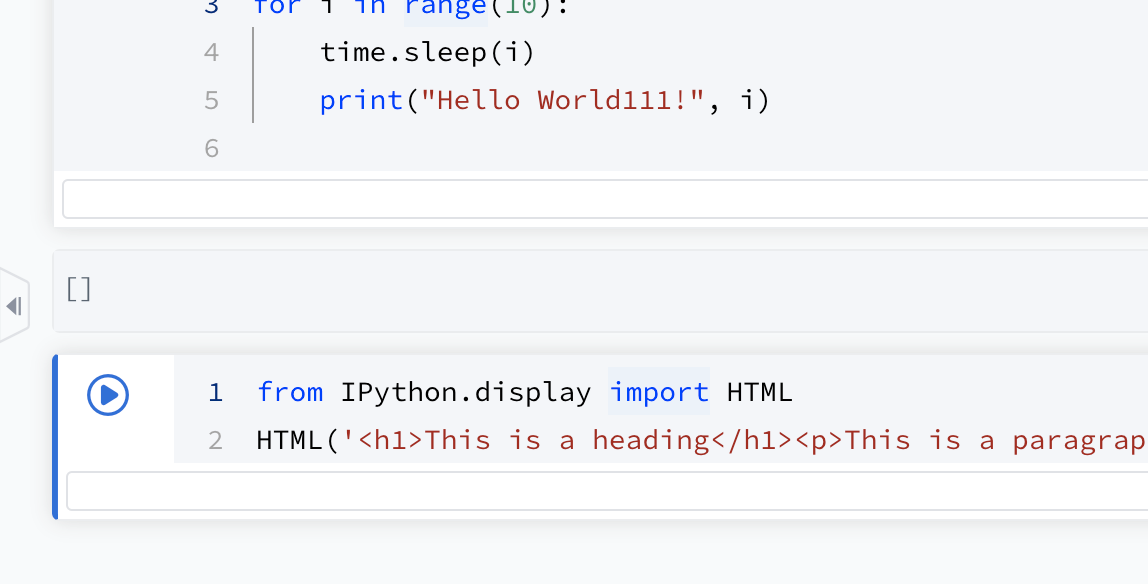 3 for i in range(10):
4 time.sleep(i)
5 print("Hello World111!", i)
6
[]
1 from IPython.display import HTML
2 HTML('<h1>This is a heading</h1><p>This is a paragrap